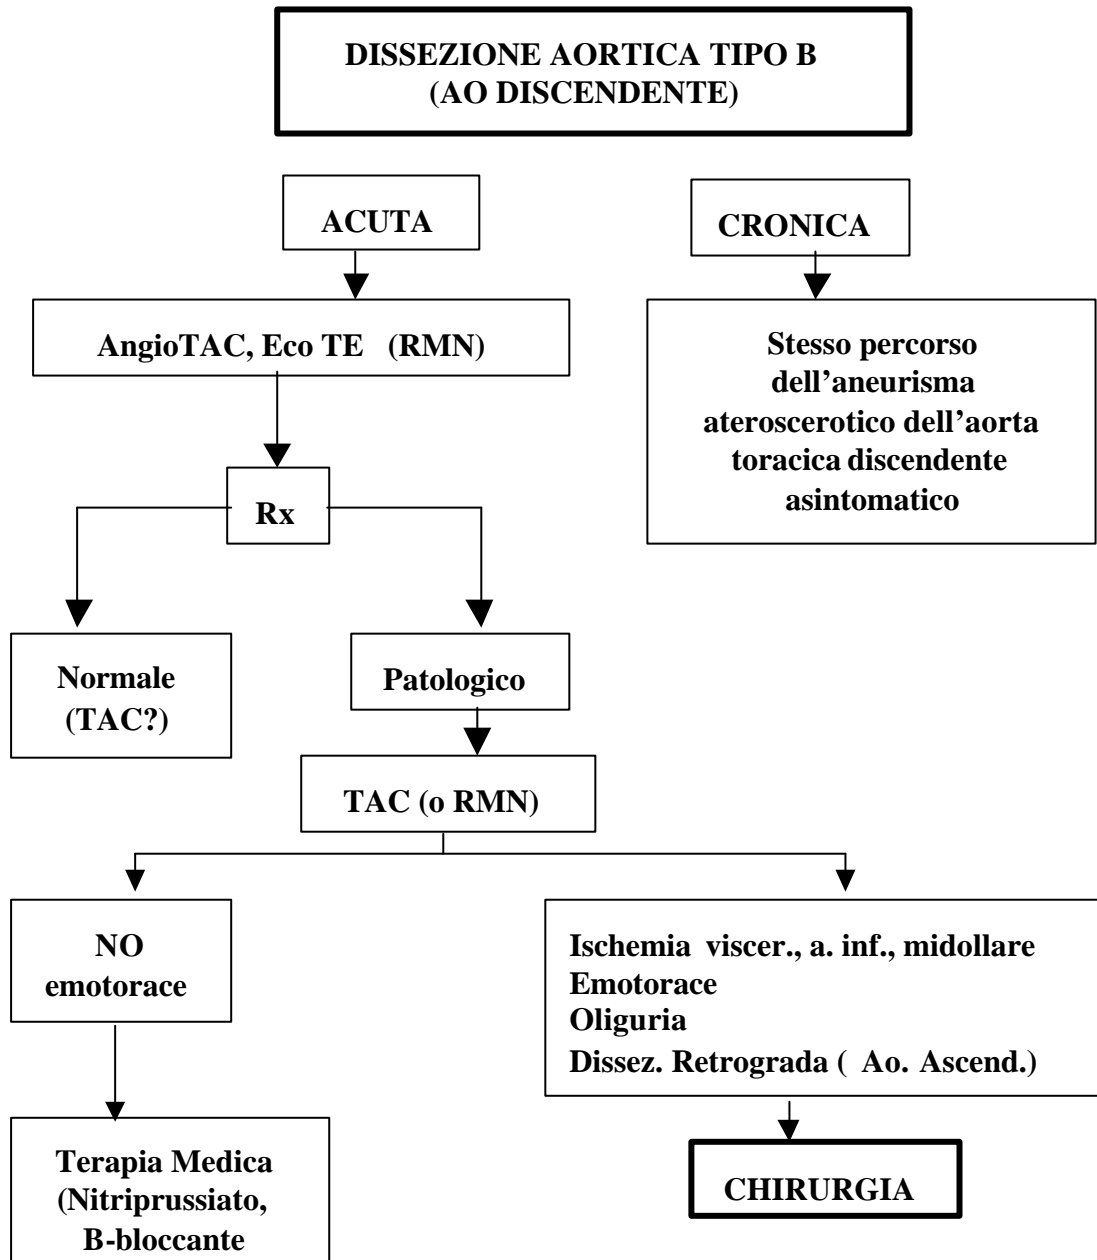 DISSEZIONE AORTICA TIPO B
(AO DISCENDENTE)
ACUTA
CRONICA
AngioTAC, Eco TE (RMN)
Stesso percorso
dell’aneurisma
ateroscerotico dell’aorta
toracica discendente
asintomatico
Rx
Normale
(TAC?)
Patologico
TAC (o RMN)
NO
emotorace
Ischemia viscer., a. inf., midollare
Emotorace
Oliguria
Dissez. Retrograda ( Ao. Ascend.)
Terapia Medica
(Nitriprussiato,
B-bloccante
CHIRURGIA